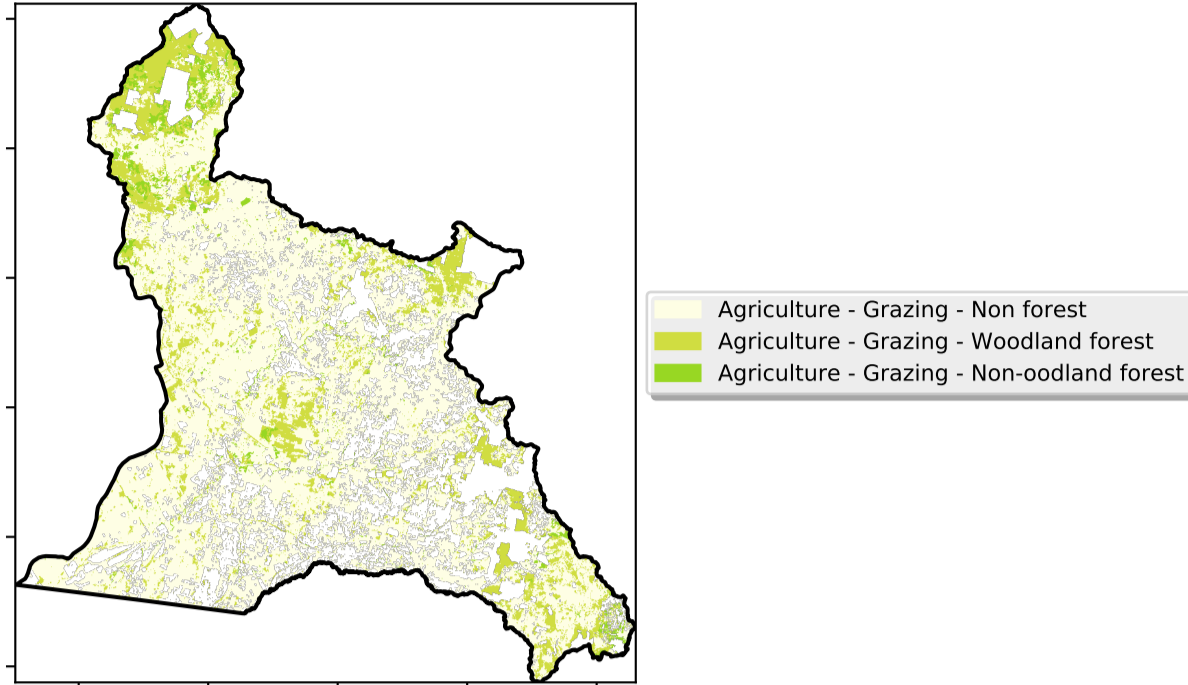 Agriculture - Grazing - Non forest
Agriculture - Grazing - Woodland forest
Agriculture - Grazing - Non-oodland forest